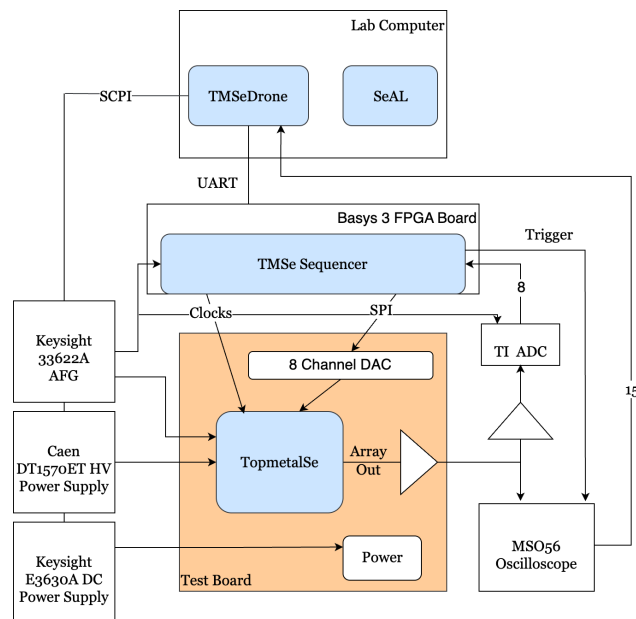 Lab Computer
TMSeDrone
SeAL
SCPI
UART
Basys 3 FPGA Board
Trigger
TMSe Sequencer
8
Clocks
SPI
Keysight
33622A
AFG
TI ADC
8 Channel DAC
15
Caen
DT1570ET HV
Power Supply
TopmetalSe
Array
Out
Keysight
E3630A DC
Power Supply
Power
MSO56
Oscilloscope
Test Board